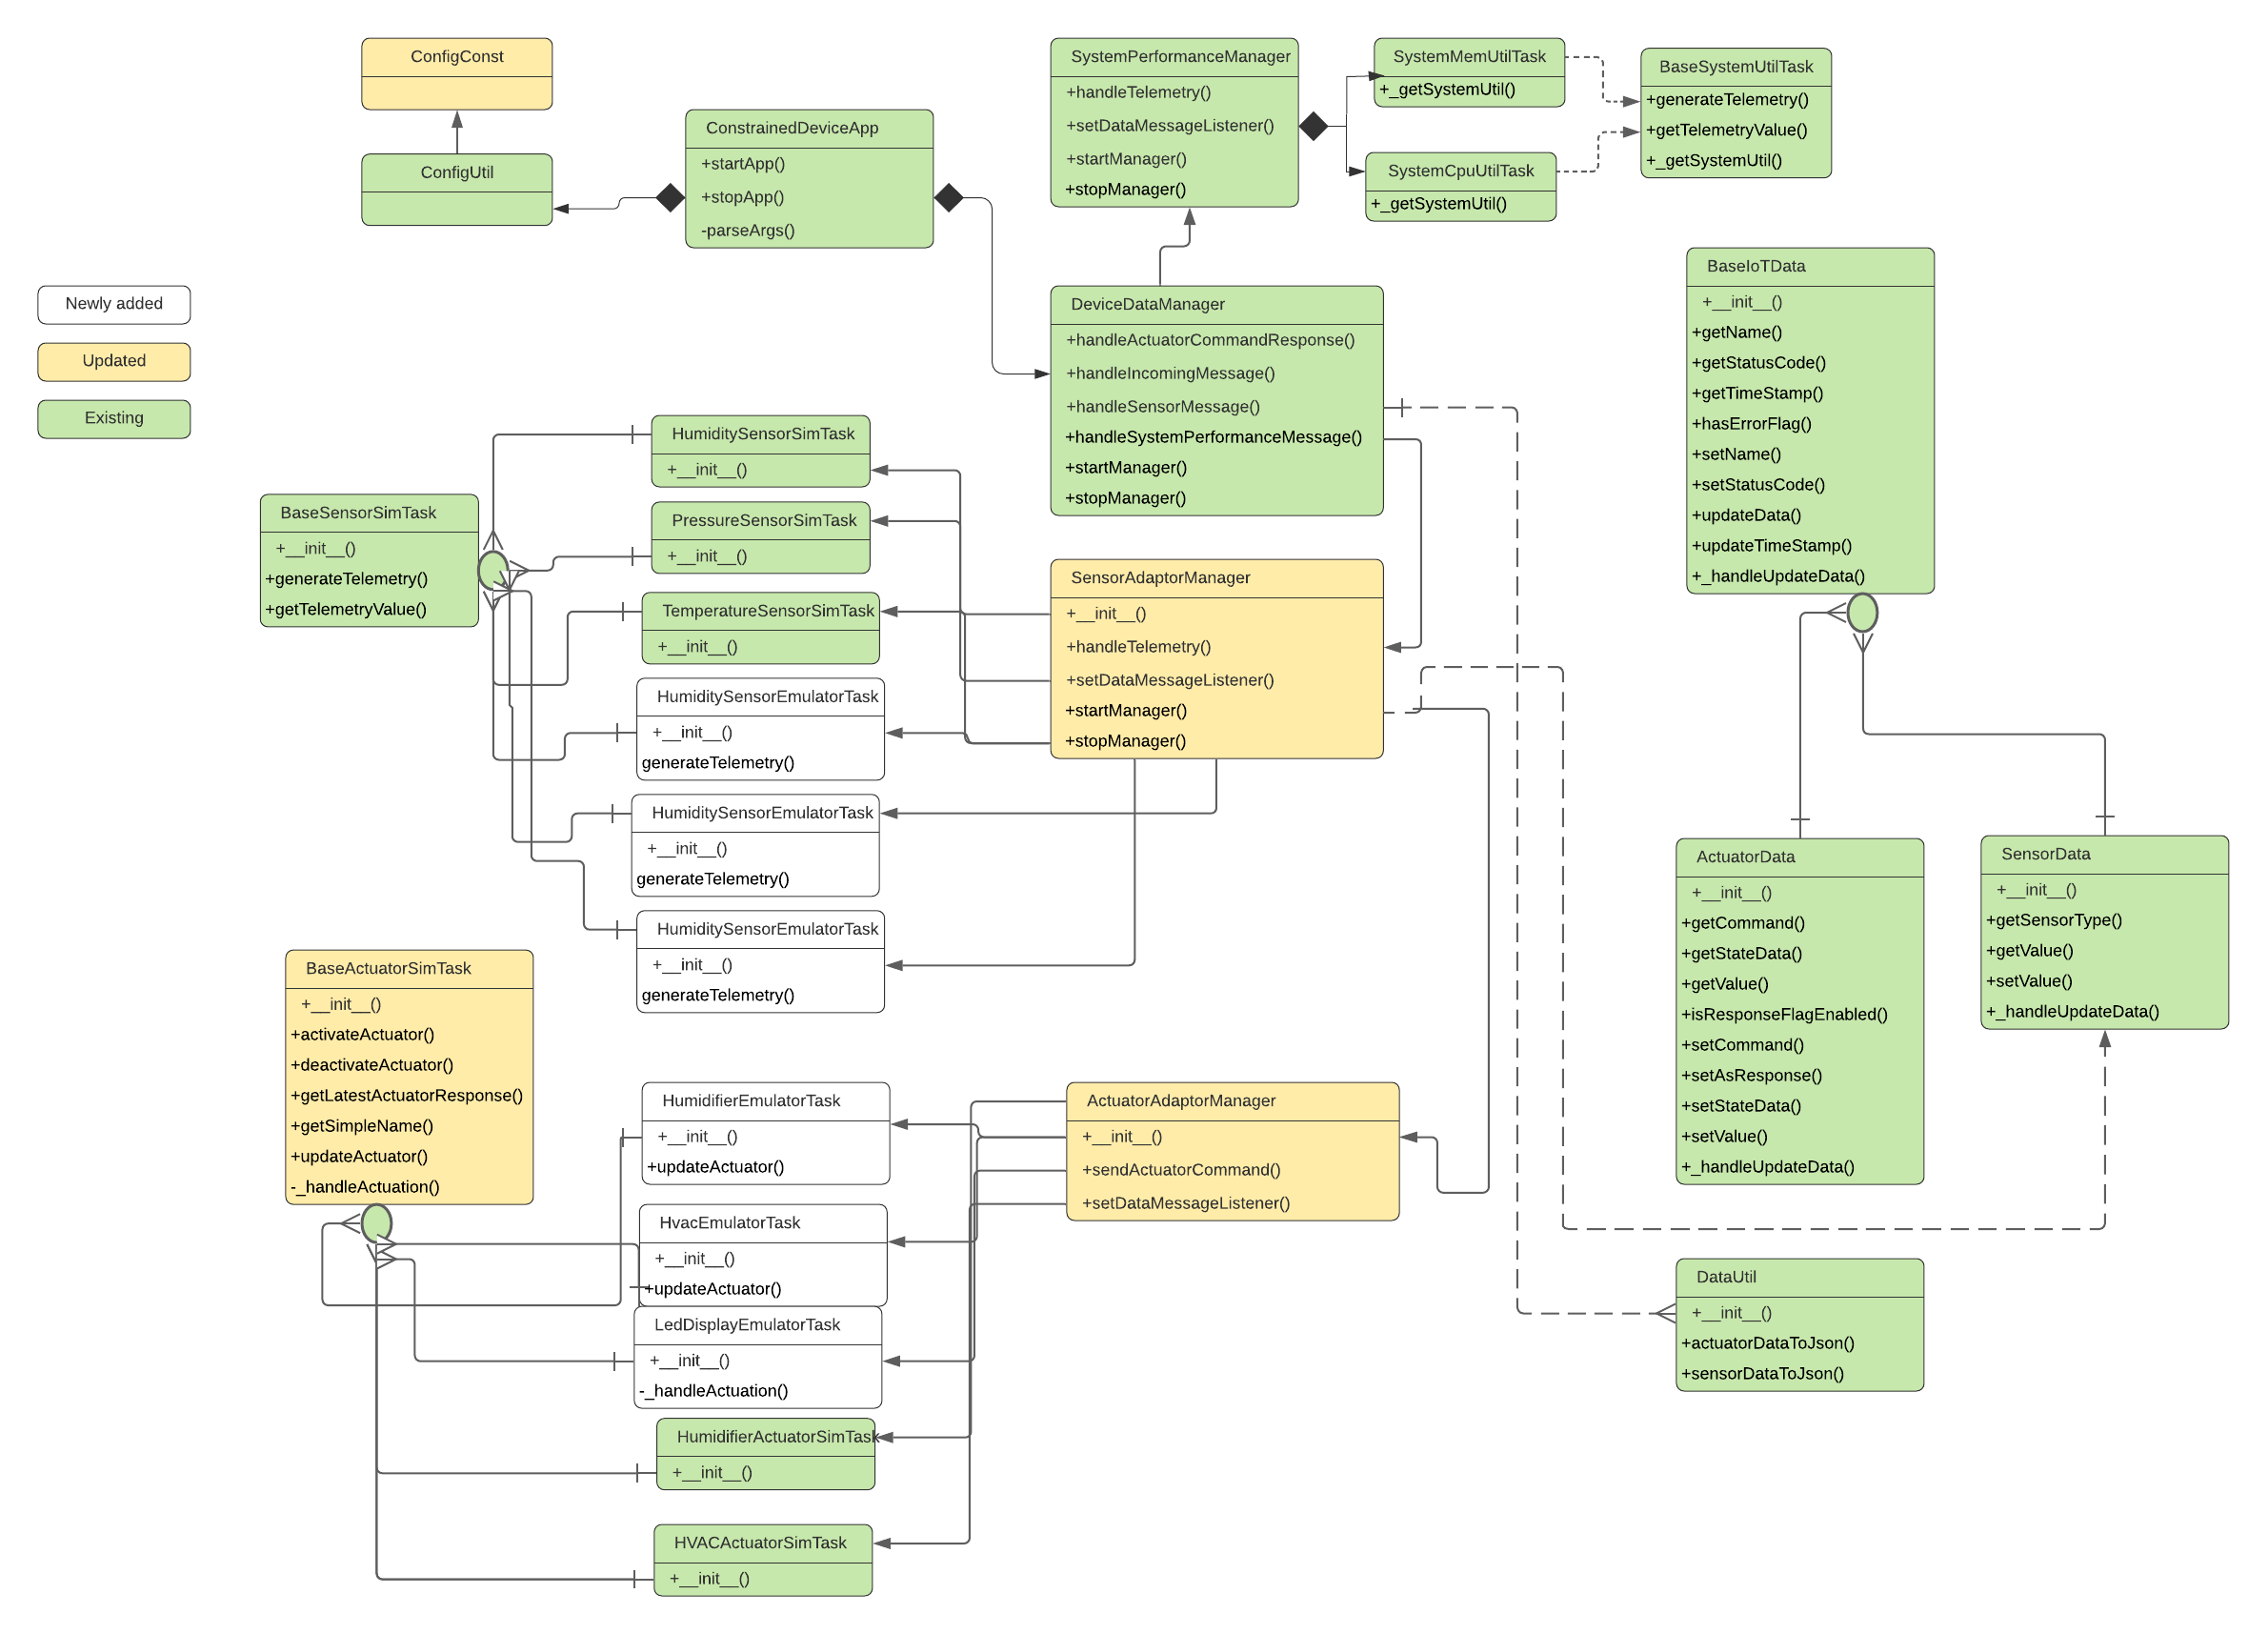 ConfigConst
ConfigUtil
ConstrainedDeviceApp
+startApp()
+stopApp()
-parseArgs()
SystemPerformanceManager
+handleTelemetry()
+setDataMessageListener()
+startManager()
+stopManager()
SystemMemUtilTask
+_getSystemUtil()
SystemCpuUtilTask
+_getSystemUtil()
BaseSystemUtilTask
+generateTelemetry()
+getTelemetryValue()
+_getSystemUtil()
Newly added
Updated
Existing
DeviceDataManager
+handleActuatorCommandResponse()
+handleIncomingMessage()
+handleSensorMessage()
+handleSystemPerformanceMessage()
+startManager()
+stopManager()
BaseIoTData
+__init__()
+getName()
+getStatusCode()
+getTimeStamp()
+hasErrorFlag()
+setName()
+setStatusCode()
+updateData()
+updateTimeStamp()
+_handleUpdateData()
BaseSensorSimTask
+__init__()
+generateTelemetry()
+getTelemetryValue()
HumiditySensorSimTask
+__init__()
PressureSensorSimTask
+__init__()
TemperatureSensorSimTask
+__init__()
HumiditySensorEmulatorTask
+__init__()
generateTelemetry()
HumiditySensorEmulatorTask
+__init__()
generateTelemetry()
HumiditySensorEmulatorTask
+__init__()
generateTelemetry()
SensorAdaptorManager
+__init__()
+handleTelemetry()
+setDataMessageListener()
+startManager()
+stopManager()
ActuatorData
+__init__()
+getCommand()
+getStateData()
+getValue()
+isResponseFlagEnabled()
+setCommand()
+setAsResponse()
+setStateData()
+setValue()
+_handleUpdateData()
SensorData
+__init__()
+getSensorType()
+getValue()
+setValue()
+_handleUpdateData()
BaseActuatorSimTask
+__init__()
+activateActuator()
+deactivateActuator()
+getLatestActuatorResponse()
+getSimpleName()
+updateActuator()
-_handleActuation()
HumidifierEmulatorTask
+__init__()
+updateActuator()
HvacEmulatorTask
+__init__()
+updateActuator()
LedDisplayEmulatorTask
+__init__()
-_handleActuation()
HumidifierActuatorSimTask
+__init__()
HVACActuatorSimTask
+__init__()
ActuatorAdaptorManager
+__init__()
+sendActuatorCommand()
+setDataMessageListener()
DataUtil
+__init__()
+actuatorDataToJson()
+sensorDataToJson()